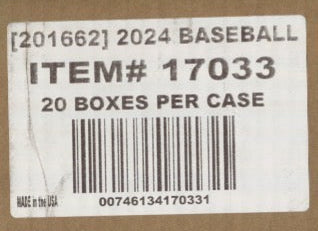 [201662] 2024 BASEBALL
ITEM# 17033
20 BOXES PER CASE
MADE in the USA
00746134170331